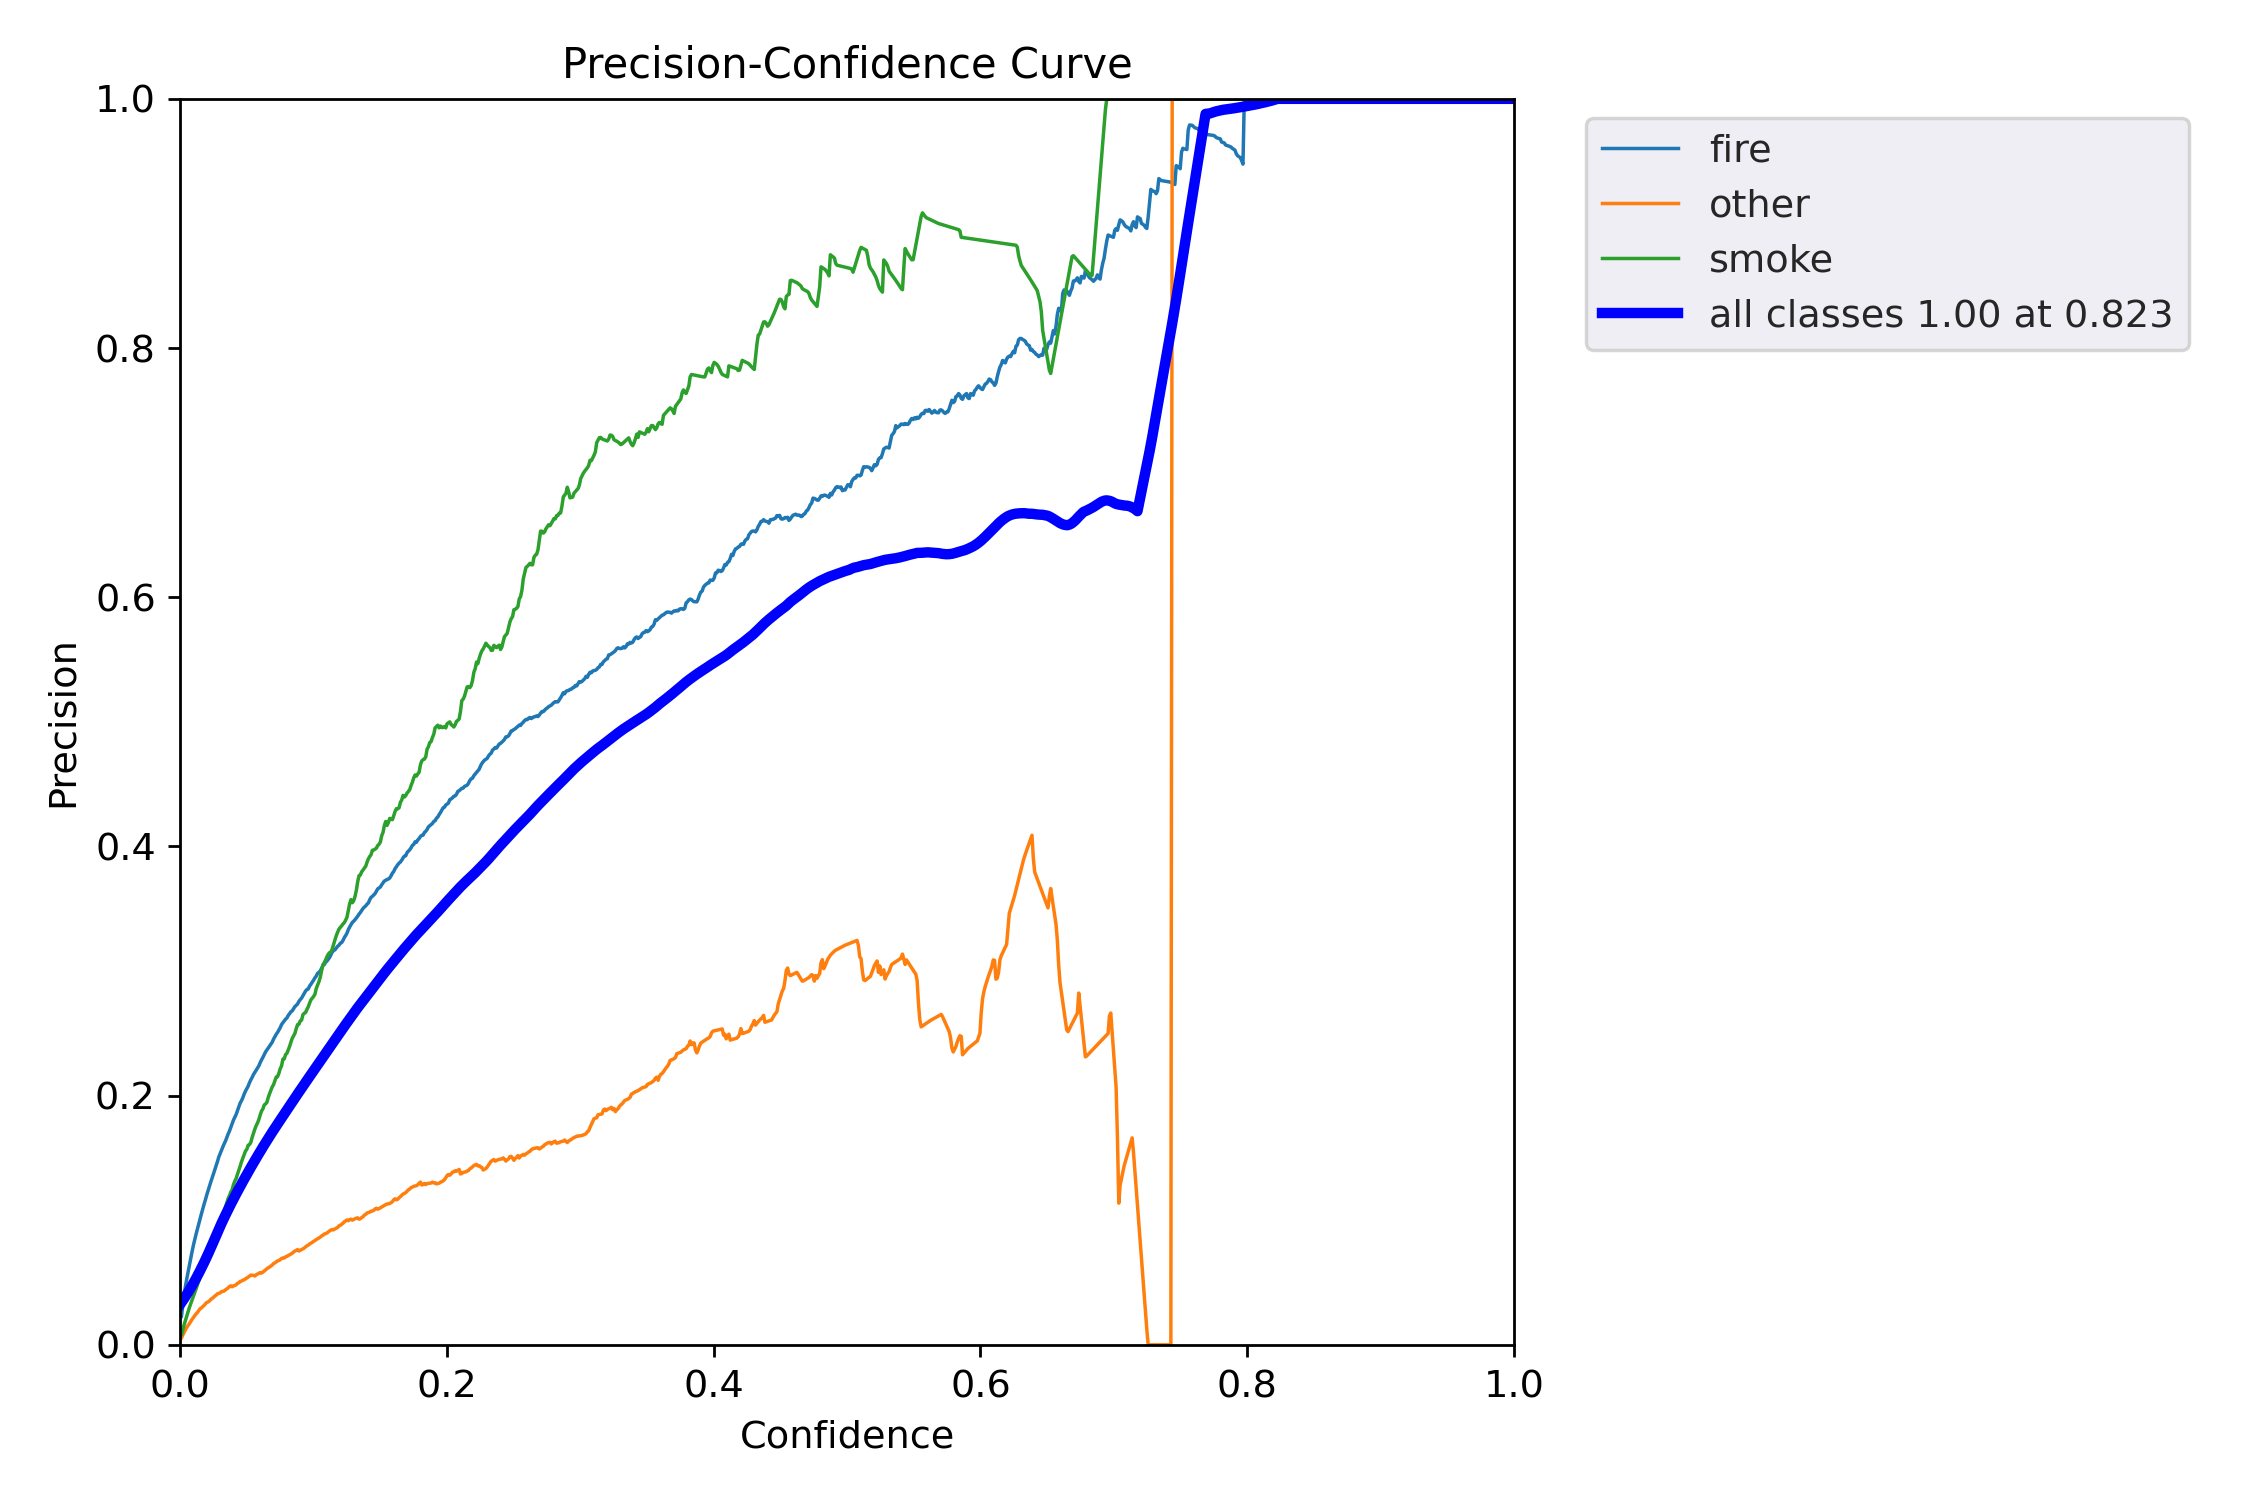 Precision-Confidence Curve
1.0
0.8
0.6
0.4
0.2
0.0
Precision
0.0 0.2 0.4 0.6 0.8 1.0
Confidence
fire
other
smoke
all classes 1.00 at 0.823